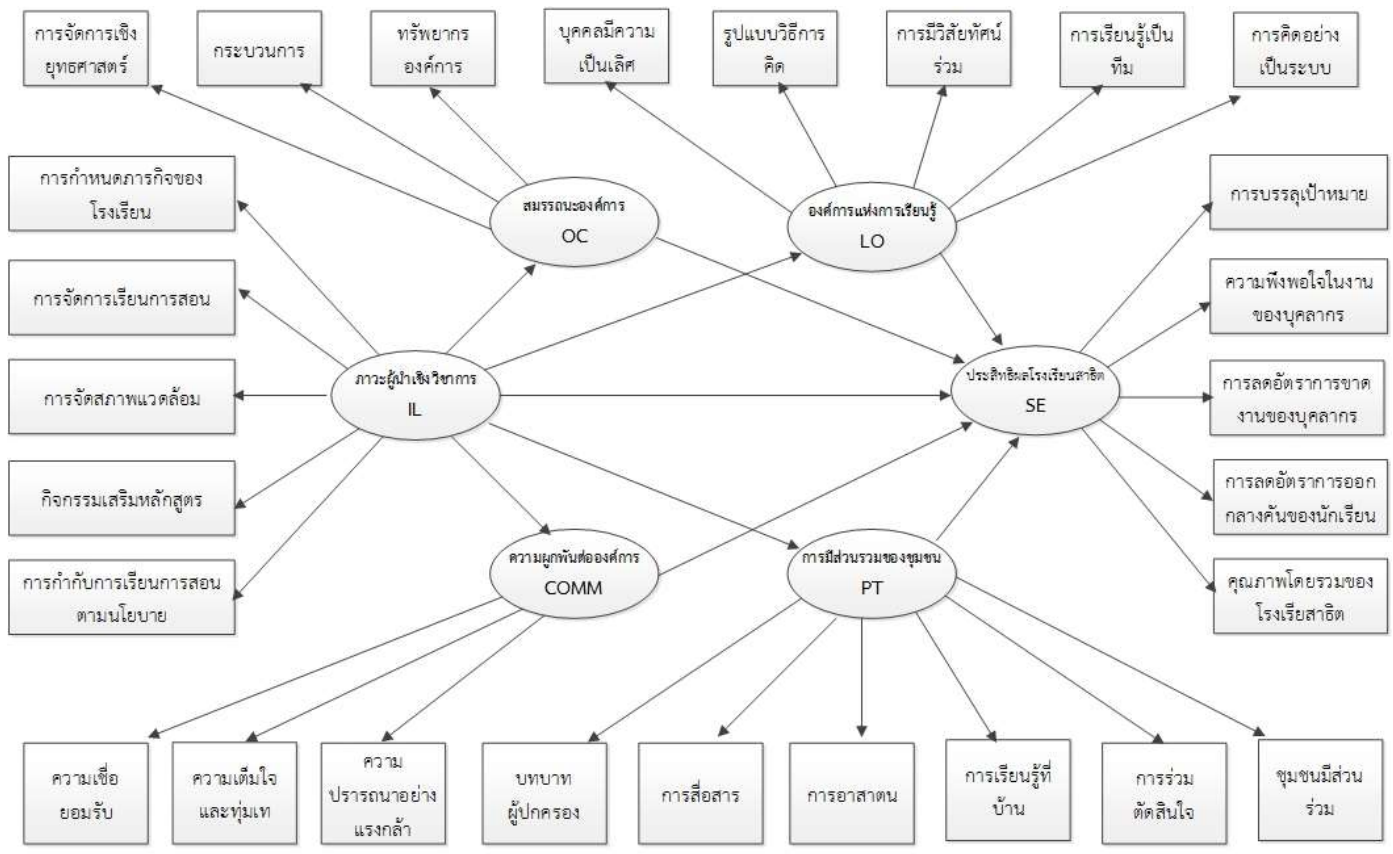 การจัดการเชิง
ยุทธศาสตร์
กระบวนการ
ทรัพยากร
องค์การ
บุคคลมีความ
เป็นเลิศ
รูปแบบวิธีการ
คิด
การมีวิสัยทัศน์
ร่วม
การเรียนรู้เป็น
ทีม
การคิดอย่าง
เป็นระบบ
การกำหนดภารกิจของ
โรงเรียน
สมรรถนะองค์การ
OC
องค์การแห่งการเรียนรู้
LO
การบรรลุเป้าหมาย
การจัดการเรียนการสอน
ความพึงพอใจในงาน
ของบุคลากร
การจัดสภาพแวดล้อม
ภาวะผู้นำเชิงวิชาการ
IL
ประสิทธิผลโรงเรียนสาธิต
SE
การลดอัตราการขาด
งานของบุคลากร
กิจกรรมเสริมหลักสูตร
การลดอัตราการออก
กลางคันของนักเรียน
การกำกับการเรียนการสอน
ตามนโยบาย
ความผูกพันต่อองค์การ
COMM
การมีส่วนรวมของชุมชน
PT
คุณภาพโดยรวมของ
โรงเรียสาธิต
ความเชื่อ
ยอมรับ
ความเต็มใจ
และทุ่มเท
ความ
ปรารถนาอย่าง
แรงกล้า
บทบาท
ผู้ปกครอง
การสื่อสาร
การอาสาตน
การเรียนรู้ที่
บ้าน
การร่วม
ตัดสินใจ
ชุมชนมีส่วน
ร่วม